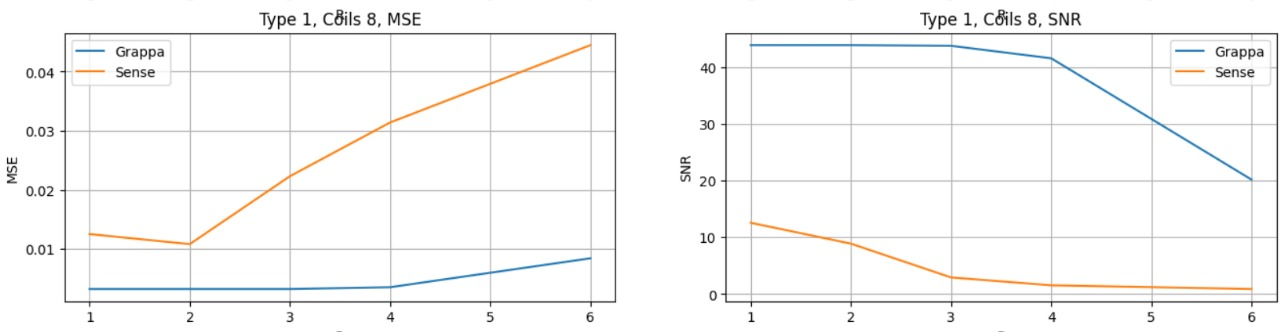 R
Type 1, Coils 8, MSE
Grappa
Sense
MSE
0.04
0.03
0.02
0.01
1 2 3 4 5 6
R
Type 1, Coils 8, SNR
Grappa
Sense
SNR
40
30
20
10
0
1 2 3 4 5 6